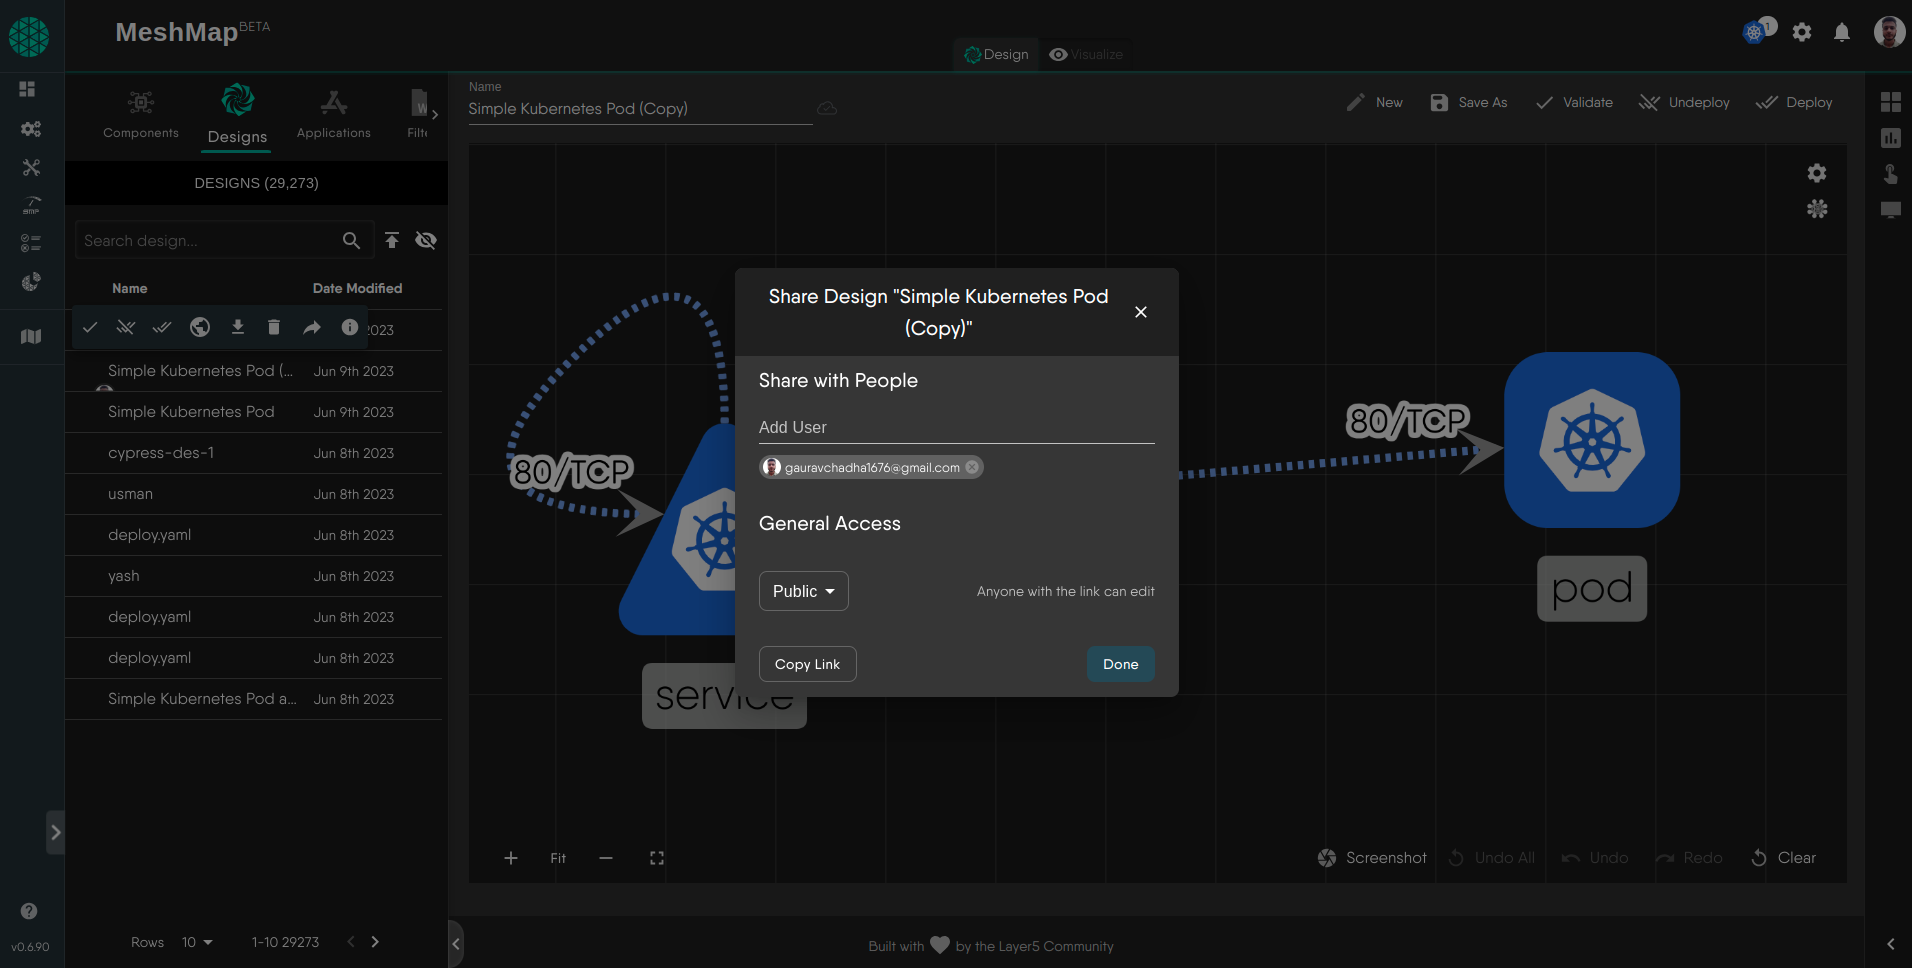 MeshMap BETA
1
Design
Visualize
Components
Designs
Applications
Filt
DESIGNS (29,273)
Search design...
Name
Date Modified
2023
Simple Kubernetes Pod (...
Jun 9th 2023
Simple Kubernetes Pod
Jun 9th 2023
cypress-des-1
Jun 8th 2023
usman
Jun 8th 2023
deploy.yaml
Jun 8th 2023
yash
Jun 8th 2023
deploy.yaml
Jun 8th 2023
deploy.yaml
Jun 8th 2023
Simple Kubernetes Pod a...
Jun 8th 2023
Rows 10
1-10 29273
v0.6.90
Name
Simple Kubernetes Pod (Copy)
New
Save As
Validate
Undeploy
Deploy
80/TCP
80/TCP
service
pod
Share Design "Simple Kubernetes Pod
(Copy)"
Share with People
Add User
gauravchadha1676@gmail.com
General Access
Public
Anyone with the link can edit
Copy Link
Done
Fit
Screenshot
Undo All
Undo
Redo
Clear
Built with
by the Layer5 Community